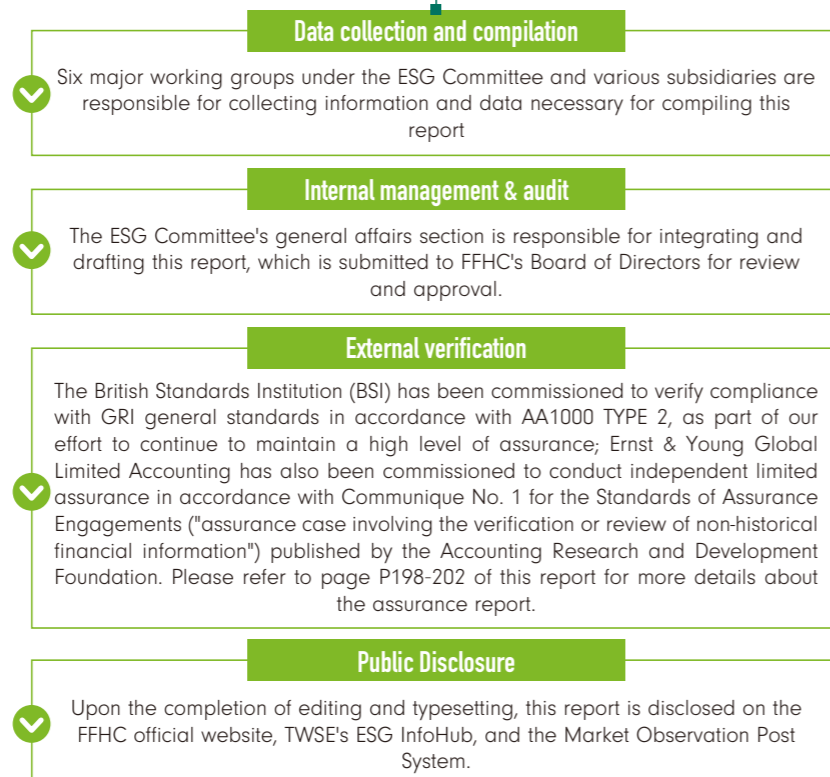 Data collection and compilation
Six major working groups under the ESG Committee and various subsidiaries are
responsible for collecting information and data necessary for compiling this
report
Internal management & audit
The ESG Committee's general affairs section is responsible for integrating and
drafting this report, which is submitted to FFHC's Board of Directors for review
and approval.
External verification
The British Standards Institution (BSI) has been commissioned to verify compliance
with GRI general standards in accordance with AA1000 TYPE 2, as part of our
effort to continue to maintain a high level of assurance; Ernst & Young Global
Limited Accounting has also been commissioned to conduct independent limited
assurance in accordance with Communique No. 1 for the Standards of Assurance
Engagements ("assurance case involving the verification or review of non-historical
financial information") published by the Accounting Research and Development
Foundation. Please refer to page P198-202 of this report for more details about
the assurance report.
Public Disclosure
Upon the completion of editing and typesetting, this report is disclosed on the
FFHC official website, TWSE's ESG InfoHub, and the Market Observation Post
System.